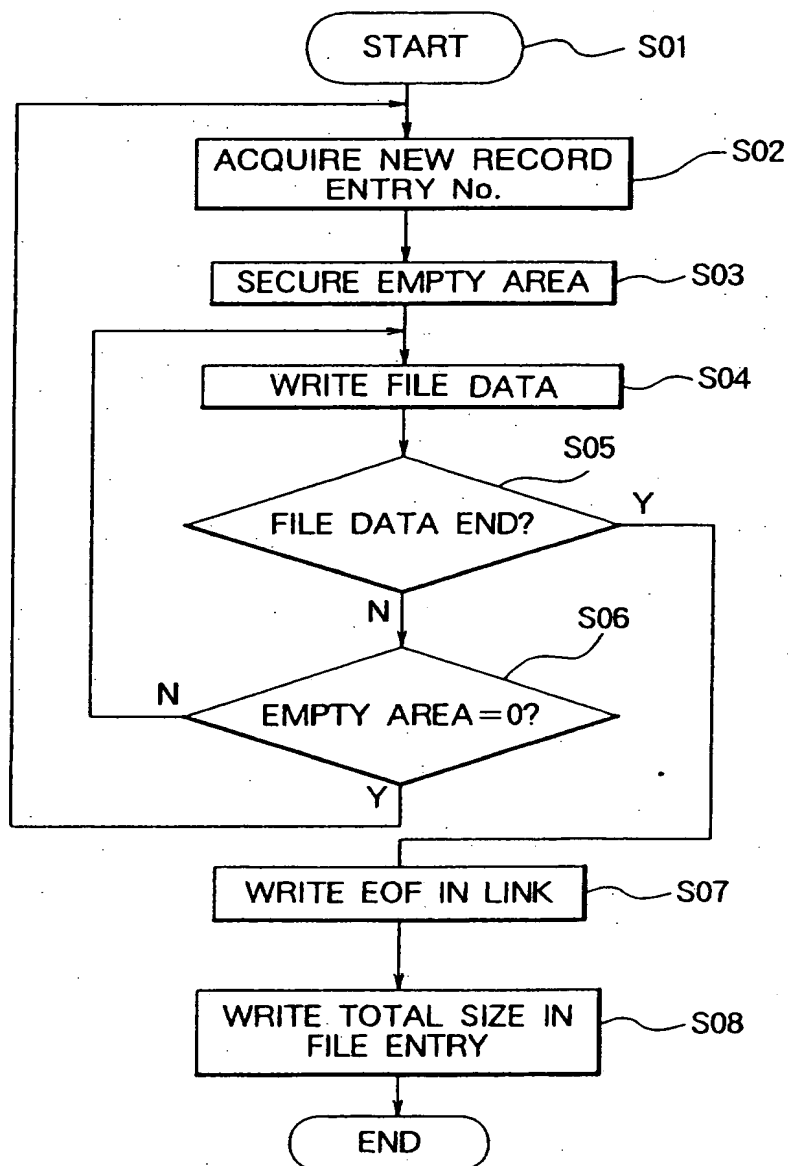 START
S01
ACQUIRE NEW RECORD
ENTRY No.
S02
SECURE EMPTY AREA
S03
WRITE FILE DATA
S04
S05
FILE DATA END?
Y
N
S06
N
EMPTY AREA=0?
Y
WRITE EOF IN LINK
S07
WRITE TOTAL SIZE IN
FILE ENTRY
S08
END